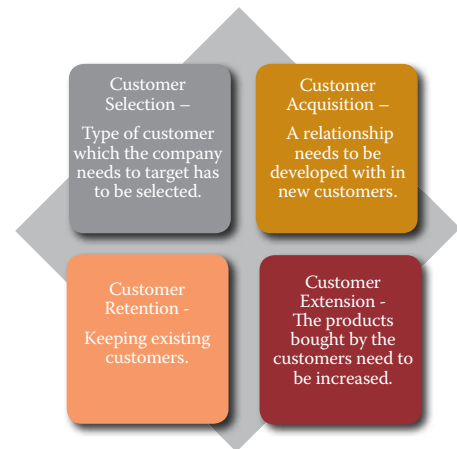 Customer
Selection –
Type of customer
which the company
needs to target has
to be selected.
Customer
Acquisition –
A relationship
needs to be
developed with in
new customers.
Customer
Retention -
Keeping existing
customers.
Customer
Extension -
The products
bought by the
customers need to
be increased.